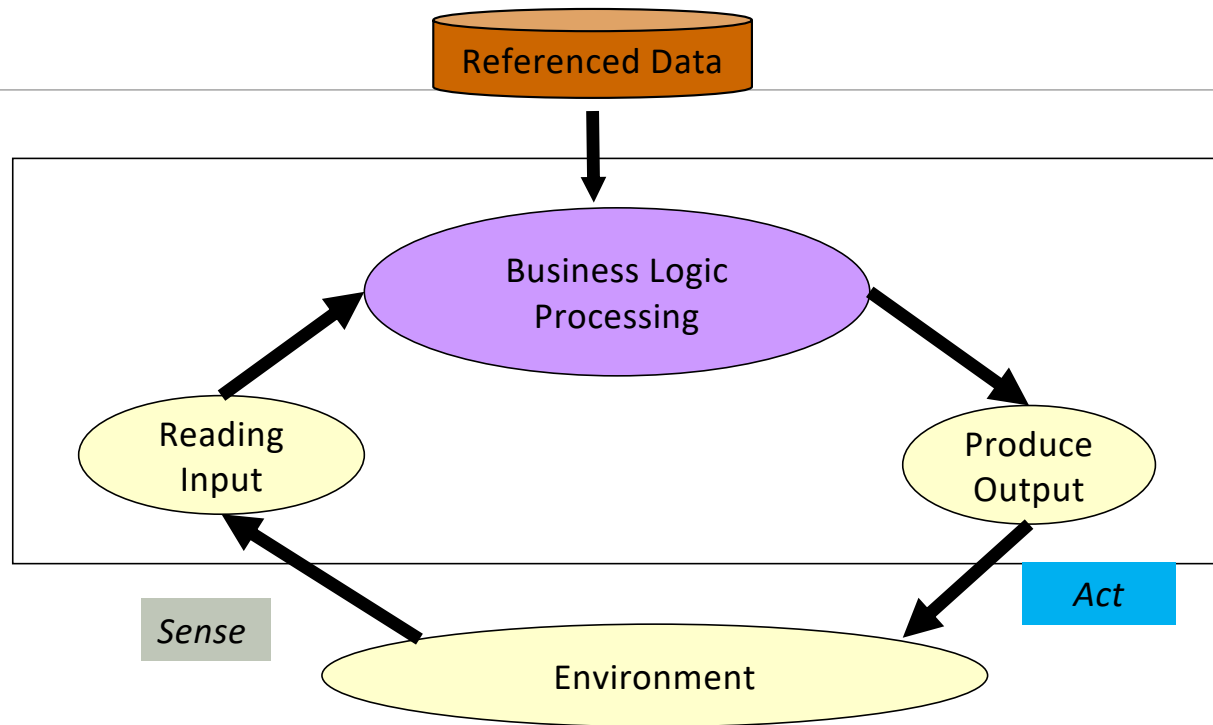 Referenced Data
Business Logic
Processing
Reading
Input
Produce
Output
Sense
Act
Environment